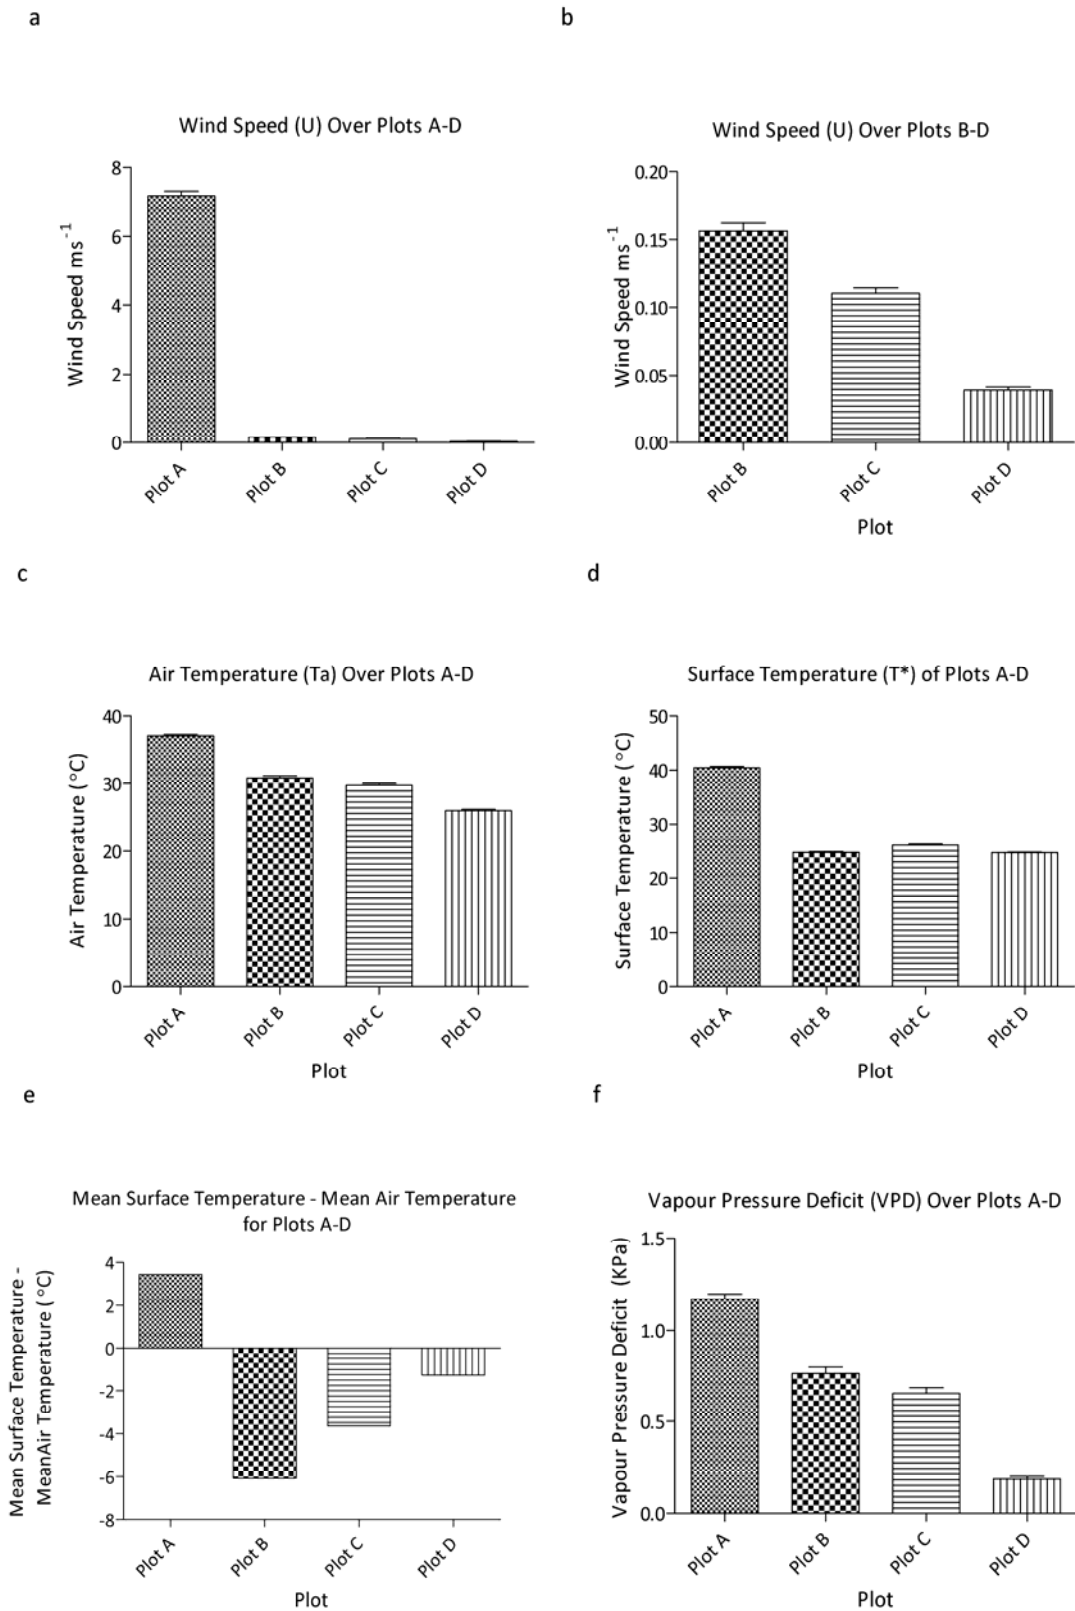 a
b
Wind Speed (U) Over Plots A-D
Wind Speed ms-1
8
6
4
2
0
Plot A
Plot B
Plot C
Plot D
Wind Speed (U) Over Plots B-D
Wind Speed ms-1
0.20
0.15
0.10
0.05
0.00
Plot B
Plot C
Plot D
Plot
c
d
Air Temperature (Ta) Over Plots A-D
Air Temperature (°C)
40
30
20
10
0
Plot A
Plot B
Plot C
Plot D
Plot
Surface Temperature (T*) of Plots A-D
Surface Temperature (°C)
50
40
30
20
10
0
Plot A
Plot B
Plot C
Plot D
Plot
e
f
Mean Surface Temperature - Mean Air Temperature
for Plots A-D
Mean Surface Temperature -
MeanAir Temperature (°C)
4
2
0
-2
-4
-6
-8
Plot A
Plot B
Plot C
Plot D
Plot
Vapour Pressure Deficit (VPD) Over Plots A-D
Vapour Pressure Deficit (KPa)
1.5
1.0
0.5
0.0
Plot A
Plot B
Plot C
Plot D
Plot